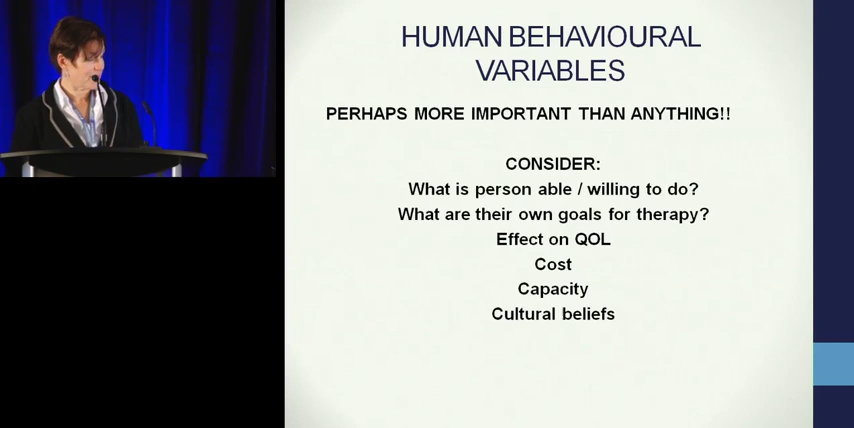 HUMAN BEHAVIOURAL
VARIABLES
PERHAPS MORE IMPORTANT THAN ANYTHING!!
CONSIDER:
What is person able / willing to do?
What are their own goals for therapy?
Effect on QOL
Cost
Capacity
Cultural beliefs